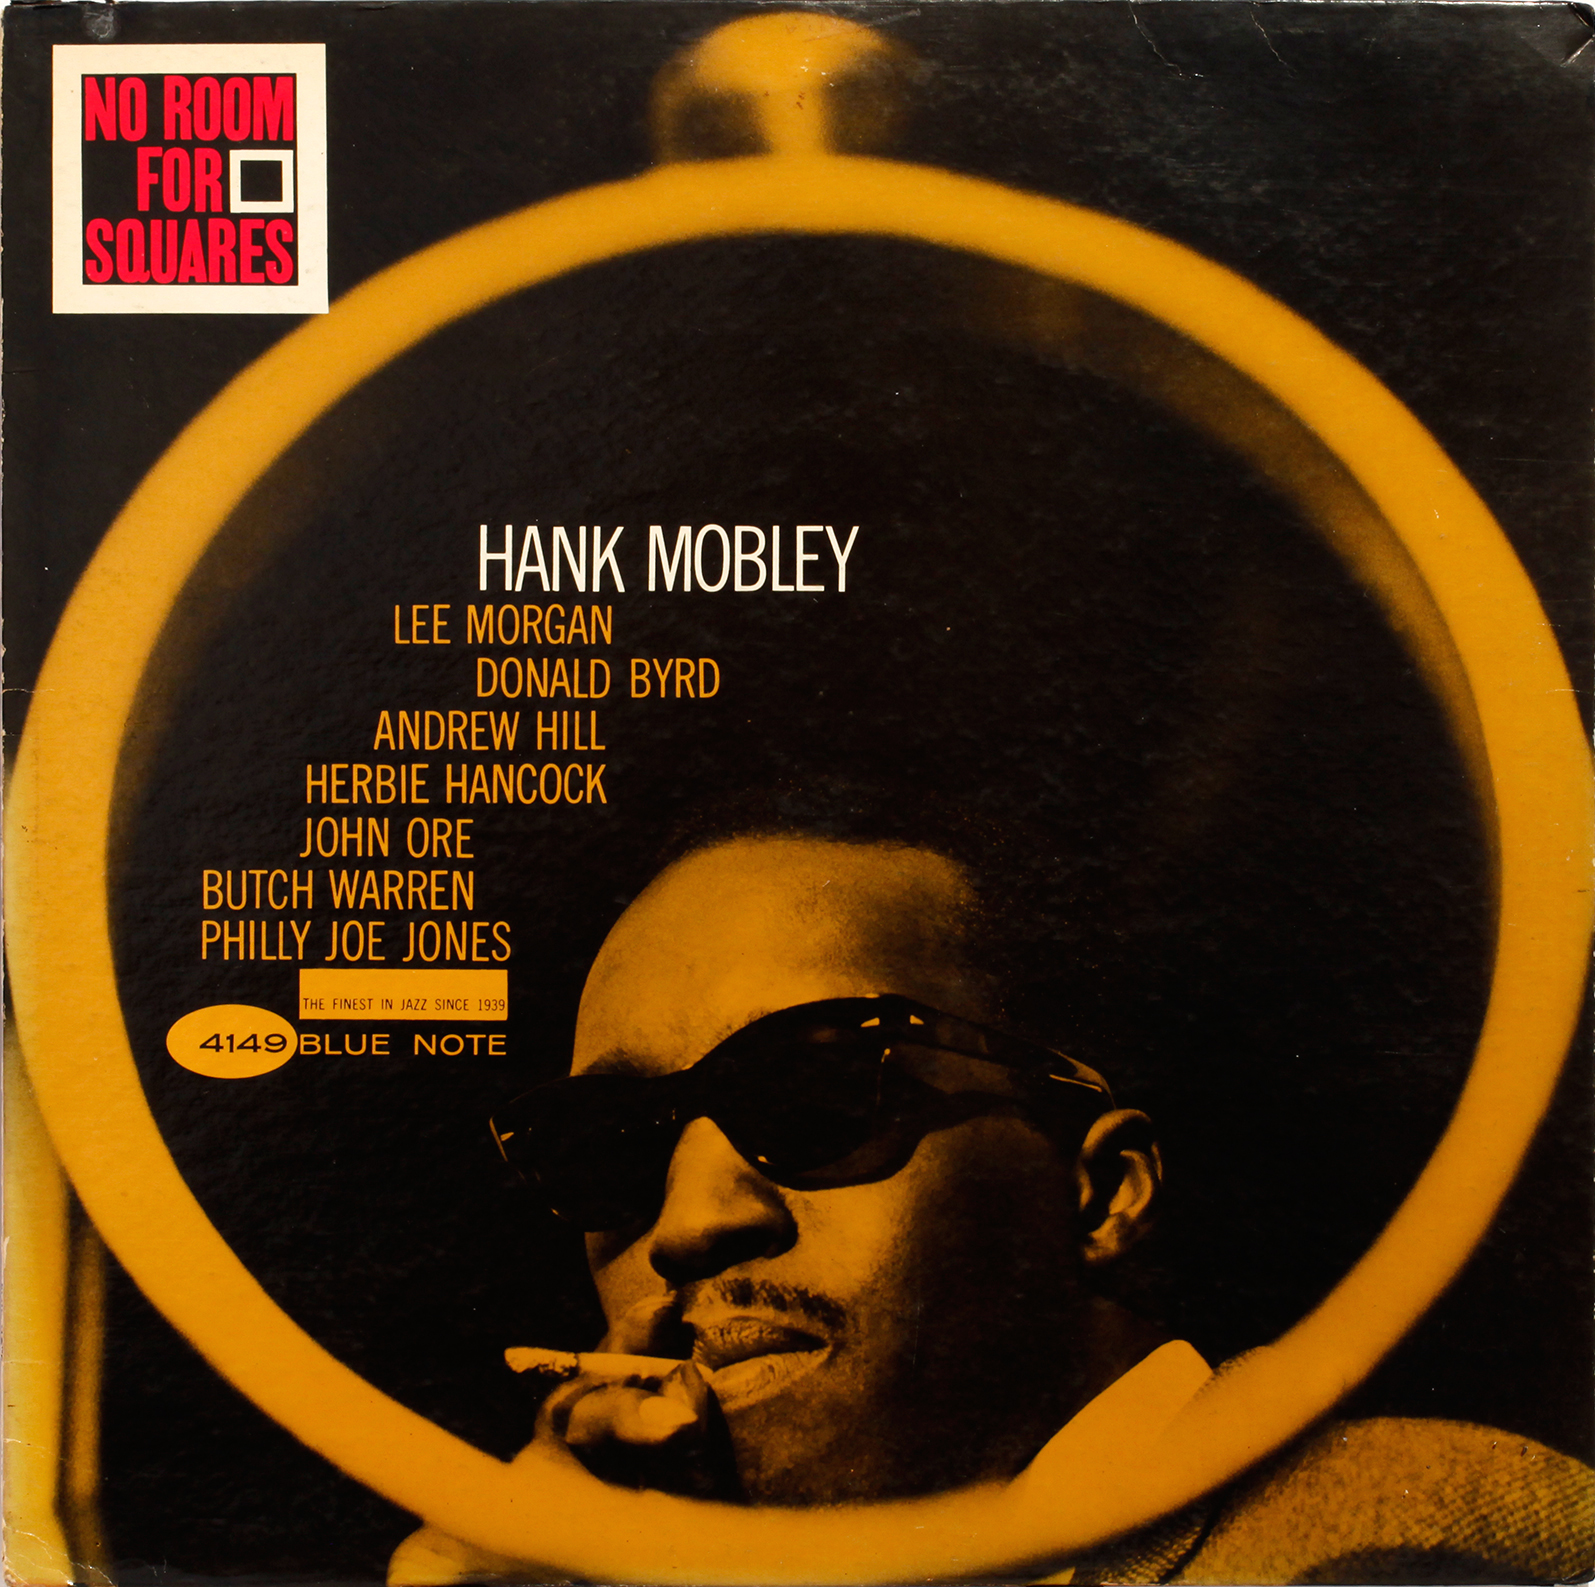 NO ROOM
FOR
SQUARES
HANK MOBLEY
LEE MORGAN
DONALD BYRD
ANDREW HILL
HERBIE HANCOCK
JOHN ORE
BUTCH WARREN
PHILLY JOE JONES
THE FINEST IN JAZZ SINCE 1939
4149 BLUE NOTE